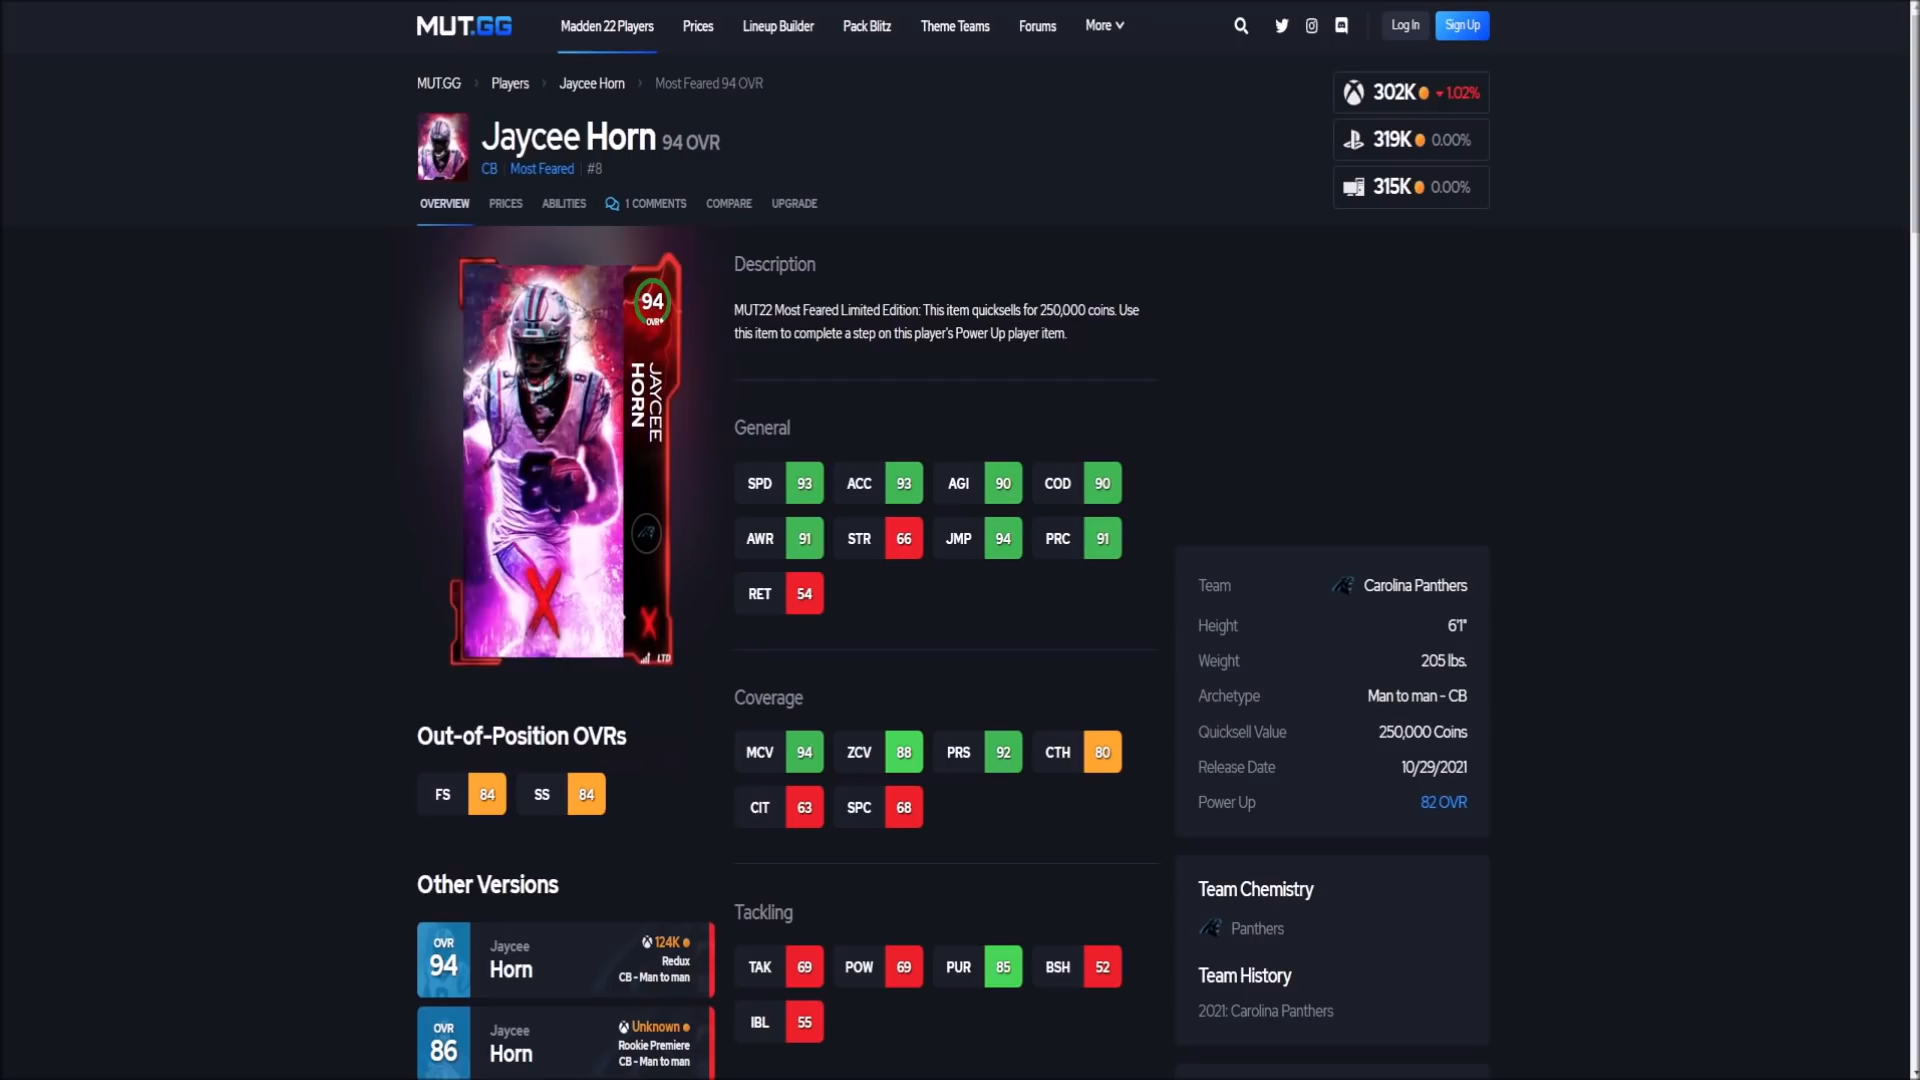 MUT.GG Madden 22 Players Prices Lineup Builder Pack Blitz Theme Teams Forums More Log In Sign Up
MUT.GG Players Jaycee Horn Most Feared 94 OVR
Jaycee Horn 94 OVR
CB Most Feared #8
302K 1.02%
319K 0.00%
315K 0.00%
OVERVIEW PRICES ABILITIES 1 COMMENTS COMPARE UPGRADE
94
OVR
JAYCEE
HORN
8
X
X
LTD
Out-of-Position OVRs
FS 84 SS 84
Other Versions
OVR
94
Jaycee
Horn
124K
Redux
CB - Man to man
OVR
86
Jaycee
Horn
Unknown
Rookie Premiere
CB - Man to man
Description
MUT22 Most Feared Limited Edition: This item quicksells for 250,000 coins. Use
this item to complete a step on this player's Power Up player item.
General
SPD 93 ACC 93 AGI 90 COD 90
AWR 91 STR 66 JMP 94 PRC 91
RET 54
Coverage
MCV 94 ZCV 88 PRS 92 CTH 80
CIT 63 SPC 68
Tackling
TAK 69 POW 69 PUR 85 BSH 52
IBL 55
Team Carolina Panthers
Height 6'1"
Weight 205 lbs.
Archetype Man to man - CB
Quicksell Value 250,000 Coins
Release Date 10/29/2021
Power Up 82 OVR
Team Chemistry
Panthers
Team History
2021: Carolina Panthers